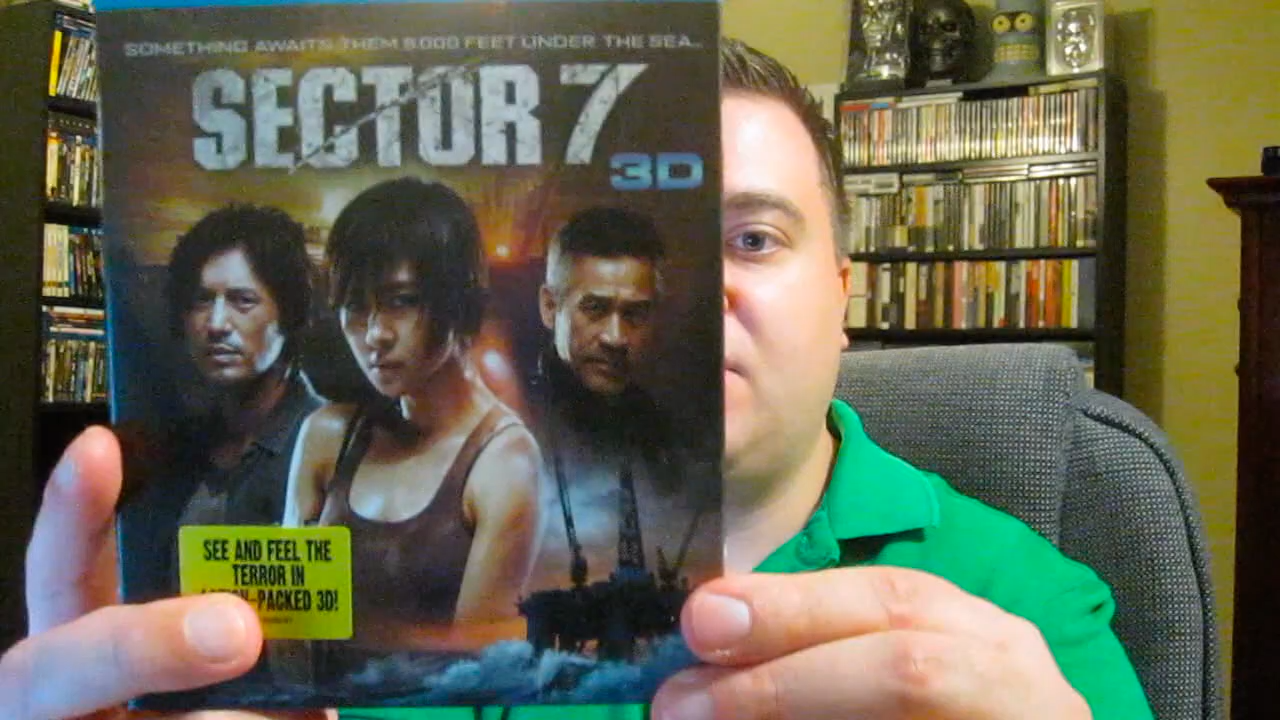 SOMETHING AWAITS THEM 8,000 FEET UNDER THE SEA...
SECTOR 7
3D
SEE AND FEEL THE
TERROR IN
-PACKED 3D!